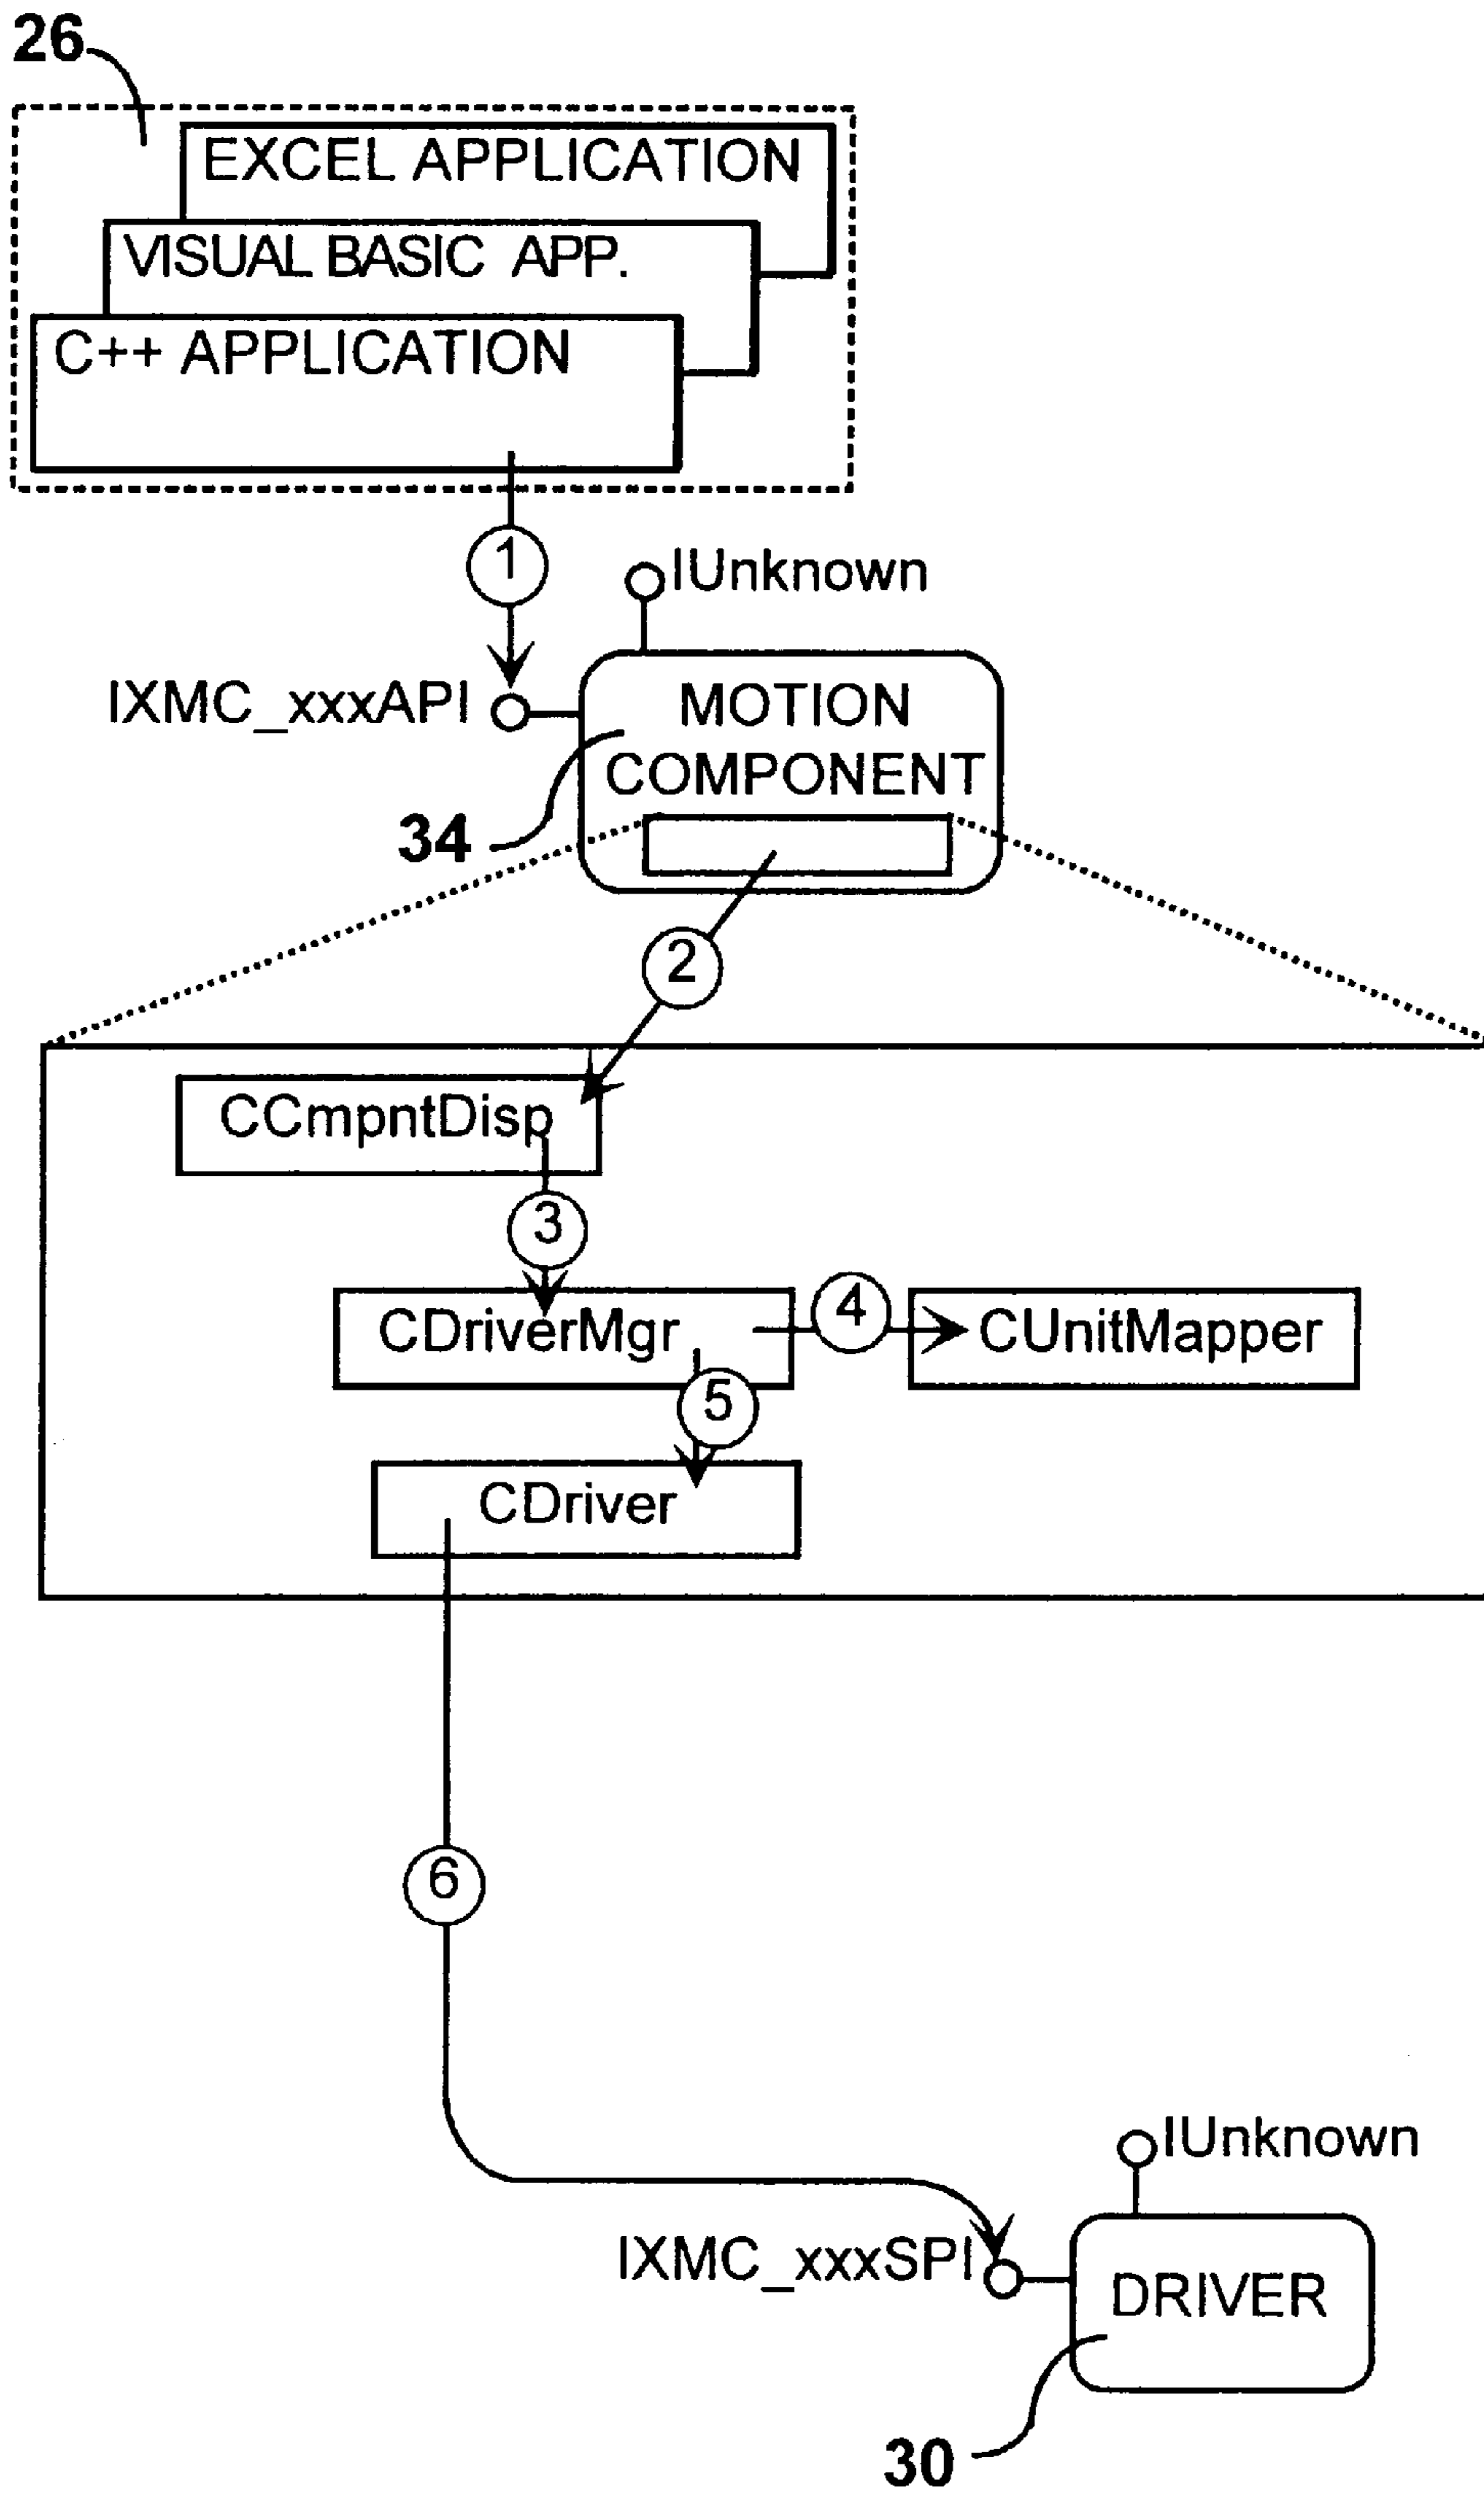 26
EXCEL APPLICATION
VISUAL BASIC APP.
C++ APPLICATION
1
IUnknown
IXMC_xxxAPI
MOTION
COMPONENT
34
2
CCmpntDisp
3
CDriverMgr
4
CUnitMapper
5
CDriver
6
IUnknown
IXMC_xxxSPI
DRIVER
30